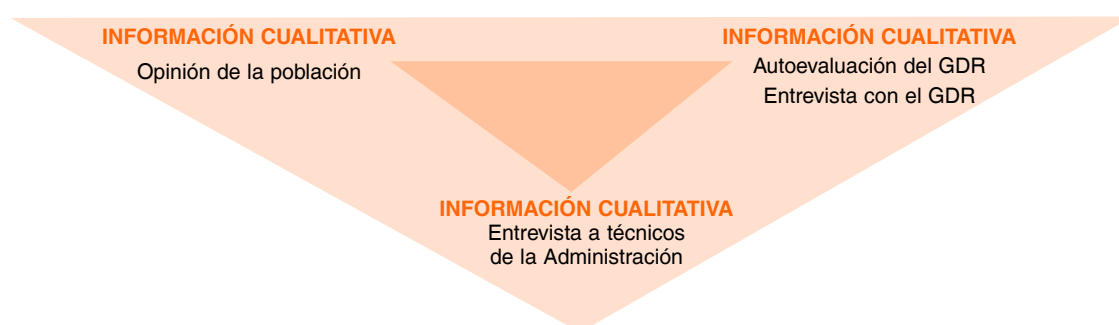 INFORMACIÓN CUALITATIVA
Opinión de la población
INFORMACIÓN CUALITATIVA
Autoevaluación del GDR
Entrevista con el GDR
INFORMACIÓN CUALITATIVA
Entrevista a técnicos
de la Administración